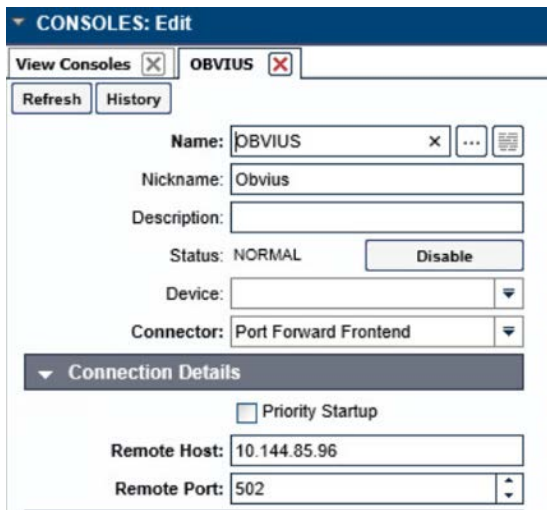 CONSOLES: Edit
View Consoles OBVIUS
Refresh History
Name: OBVIUS × ...
Nickname: Obvius
Description:
Status: NORMAL Disable
Device:
Connector: Port Forward Frontend
Connection Details
Priority Startup
Remote Host: 10.144.85.96
Remote Port: 502